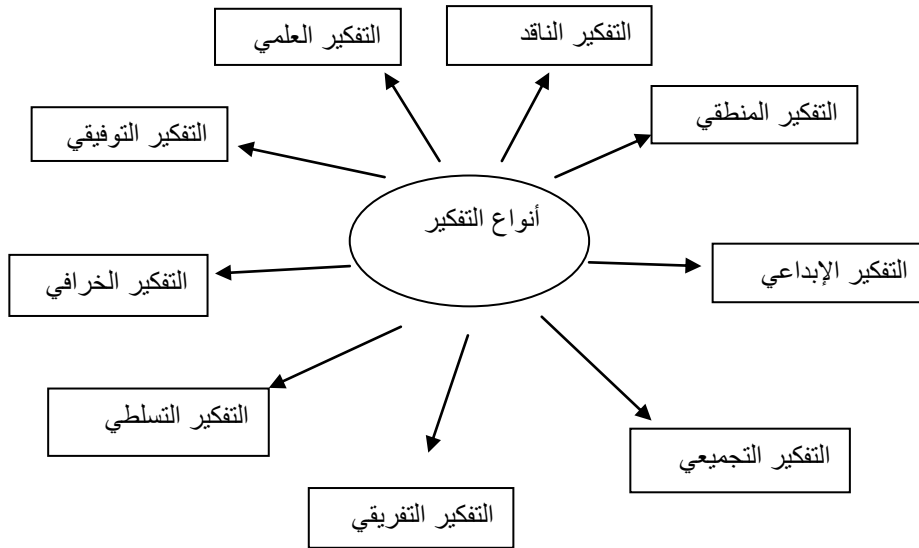 التفكير الناقد
التفكير العلمي
التفكير المنطقي
التفكير التوفيقي
أنواع التفكير
التفكير الإبداعي
التفكير الخرافي
التفكير التسلطي
التفكير التجميعي
التفكير التفريقي